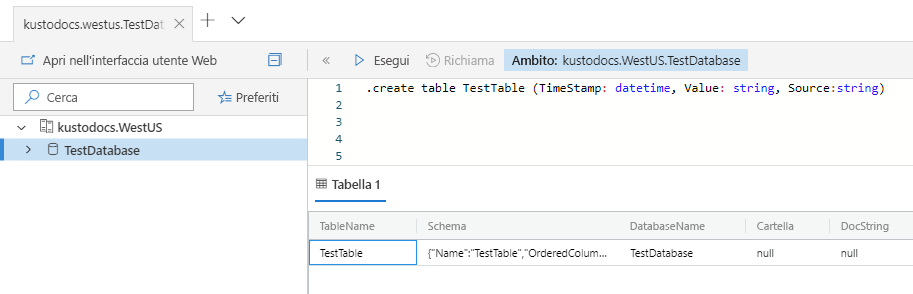 kustodocs.westus.TestDat
Apri nell'interfaccia utente Web
Esegui
Richiama
Ambito: kustodocs.WestUS.TestDatabase
Cerca
Preferiti
kustodocs.WestUS
TestDatabase
1 .create table TestTable (TimeStamp: datetime, Value: string, Source:string)
2
3
4
5
Tabella 1
TableName Schema DatabaseName Cartella DocString
TestTable {"Name":"TestTable","OrderedColum... TestDatabase null null